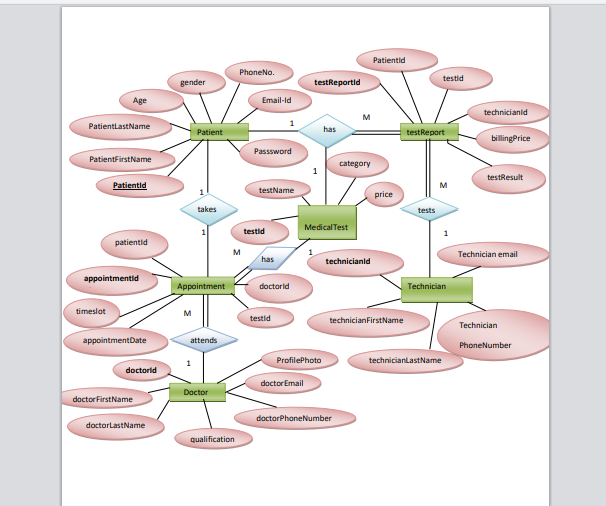 PatientId
PhoneNo.
gender
testReportId
testId
Age
Email-Id
technicianId
PatientLastName
1
M
Patient
has
testReport
billingPrice
Passsword
PatientFirstName
category
1
testResult
PatientId
testName
price
M
1
takes
tests
testId
MedicalTest
1
1
patientId
M
1
has
Technician email
technicianId
appointmentId
Appointment
doctorId
Technician
timeslot
M
testId
technicianFirstName
Technician
appointmentDate
attends
PhoneNumber
1
ProfilePhoto
technicianLastName
doctorId
doctorEmail
Doctor
doctorFirstName
doctorPhoneNumber
doctorLastName
qualification